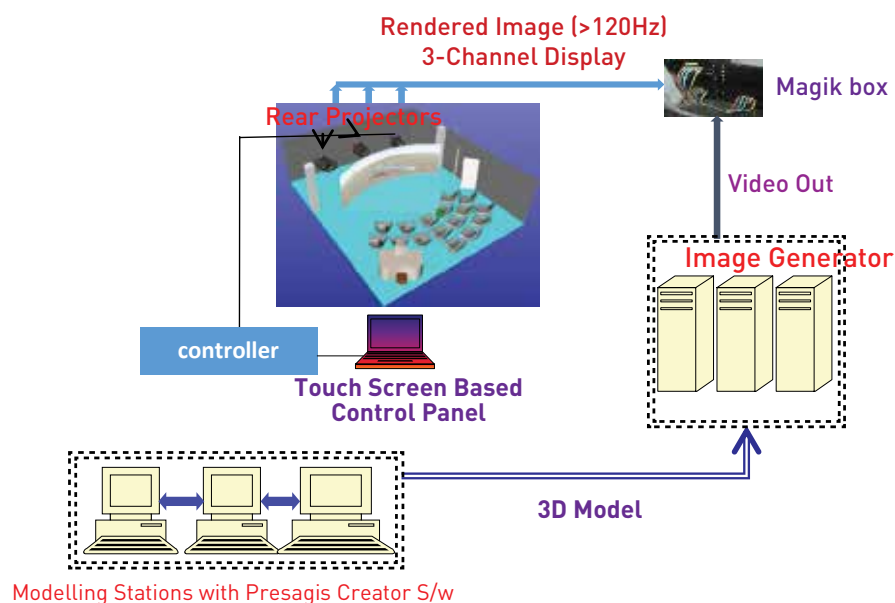 Rendered Image (>120Hz)
3-Channel Display
Rear Projectors
Magik box
Video Out
Image Generator
controller
Touch Screen Based
Control Panel
3D Model
Modelling Stations with Presagis Creator S/w